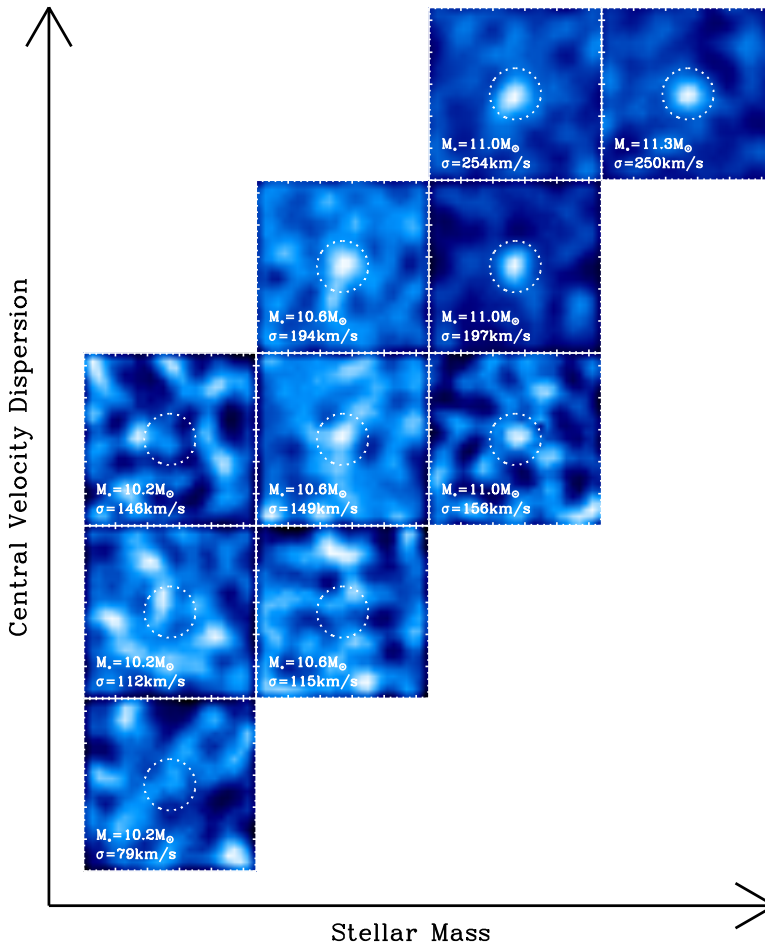 M*=11.0M☉
σ=254km/s
M*=11.3M☉
σ=250km/s
M*=10.6M☉
σ=194km/s
M*=11.0M☉
σ=197km/s
M*=10.2M☉
σ=146km/s
M*=10.6M☉
σ=149km/s
M*=11.0M☉
σ=156km/s
M*=10.2M☉
σ=112km/s
M*=10.6M☉
σ=115km/s
M*=10.2M☉
σ=79km/s
Central Velocity Dispersion
Stellar Mass